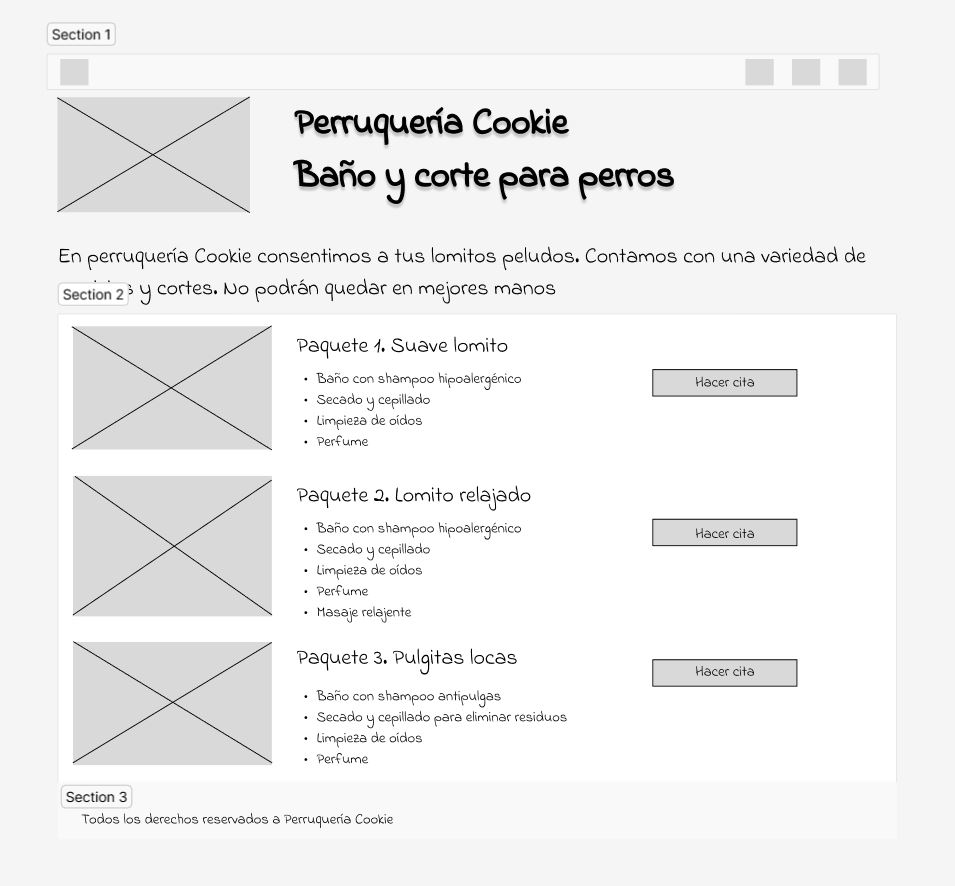 Section 1
Perruquería Cookie
Baño y corte para perros
En perruquería Cookie consentimos a tus lomitos peludos. Contamos con una variedad de
y cortes. No podrán quedar en mejores manos
Section 2
Paquete 1. Suave lomito
• Baño con shampoo hipoalergénico
• Secado y cepillado
• Limpieza de oídos
• Perfume
Hacer cita
Paquete 2. Lomito relajado
• Baño con shampoo hipoalergénico
• Secado y cepillado
• Limpieza de oídos
• Perfume
• Masaje relajente
Hacer cita
Paquete 3. Pulgitas locas
• Baño con shampoo antipulgas
• Secado y cepillado para eliminar residuos
• Limpieza de oídos
• Perfume
Hacer cita
Section 3
Todos los derechos reservados a Perruquería Cookie